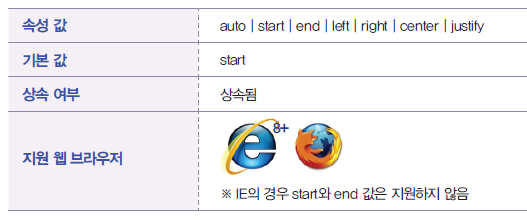 속성 값 auto | start | end | left | right | center | justify
기본 값 start
상속 여부 상속됨
8+
지원 웹 브라우저
※ IE의 경우 start와 end 값은 지원하지 않음